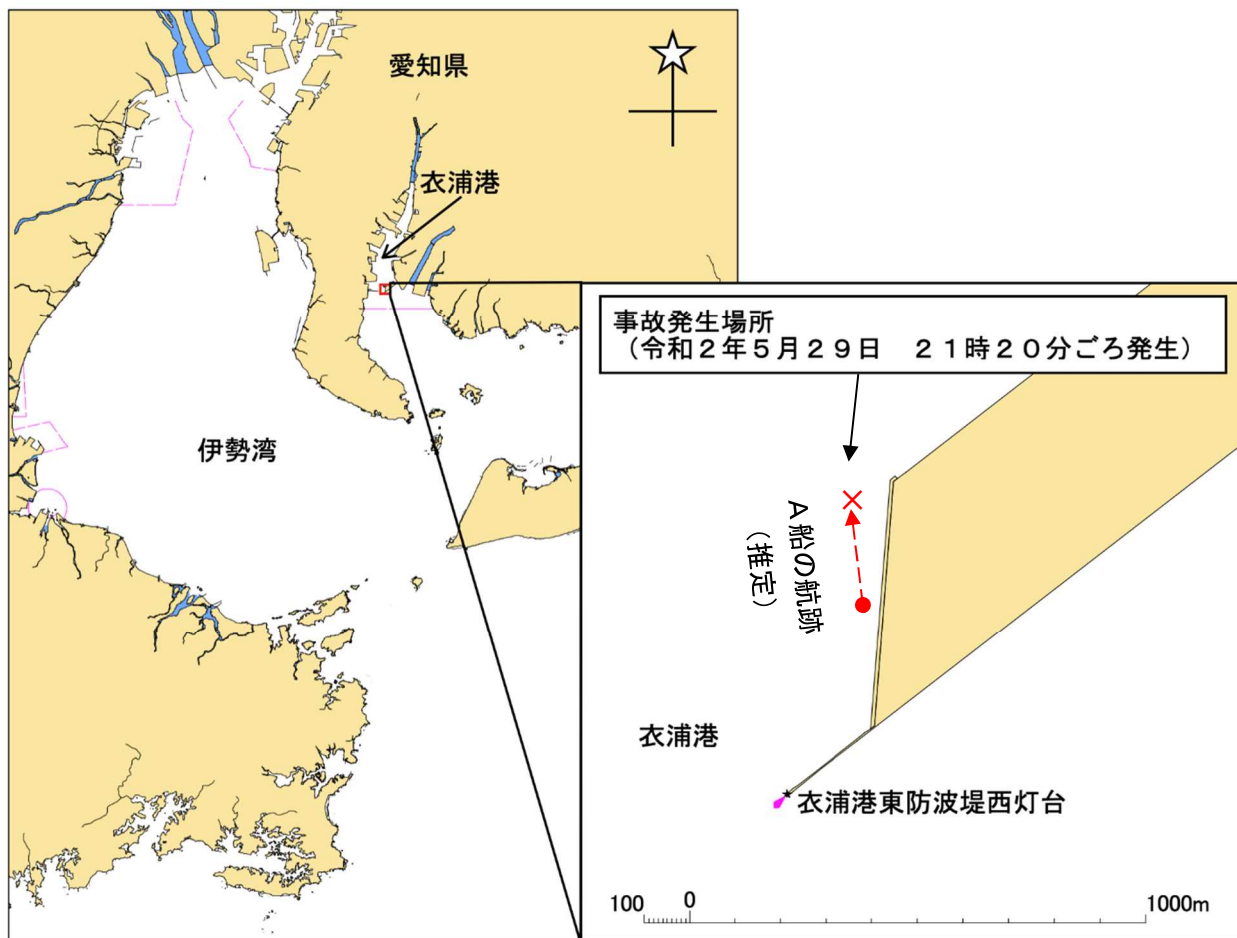 愛知県
衣浦港
伊勢湾
事故発生場所
(令和2年5月29日 21時20分ごろ発生)
A船の航跡
(推定)
衣浦港
衣浦港東防波堤西灯台
100 0 1000m